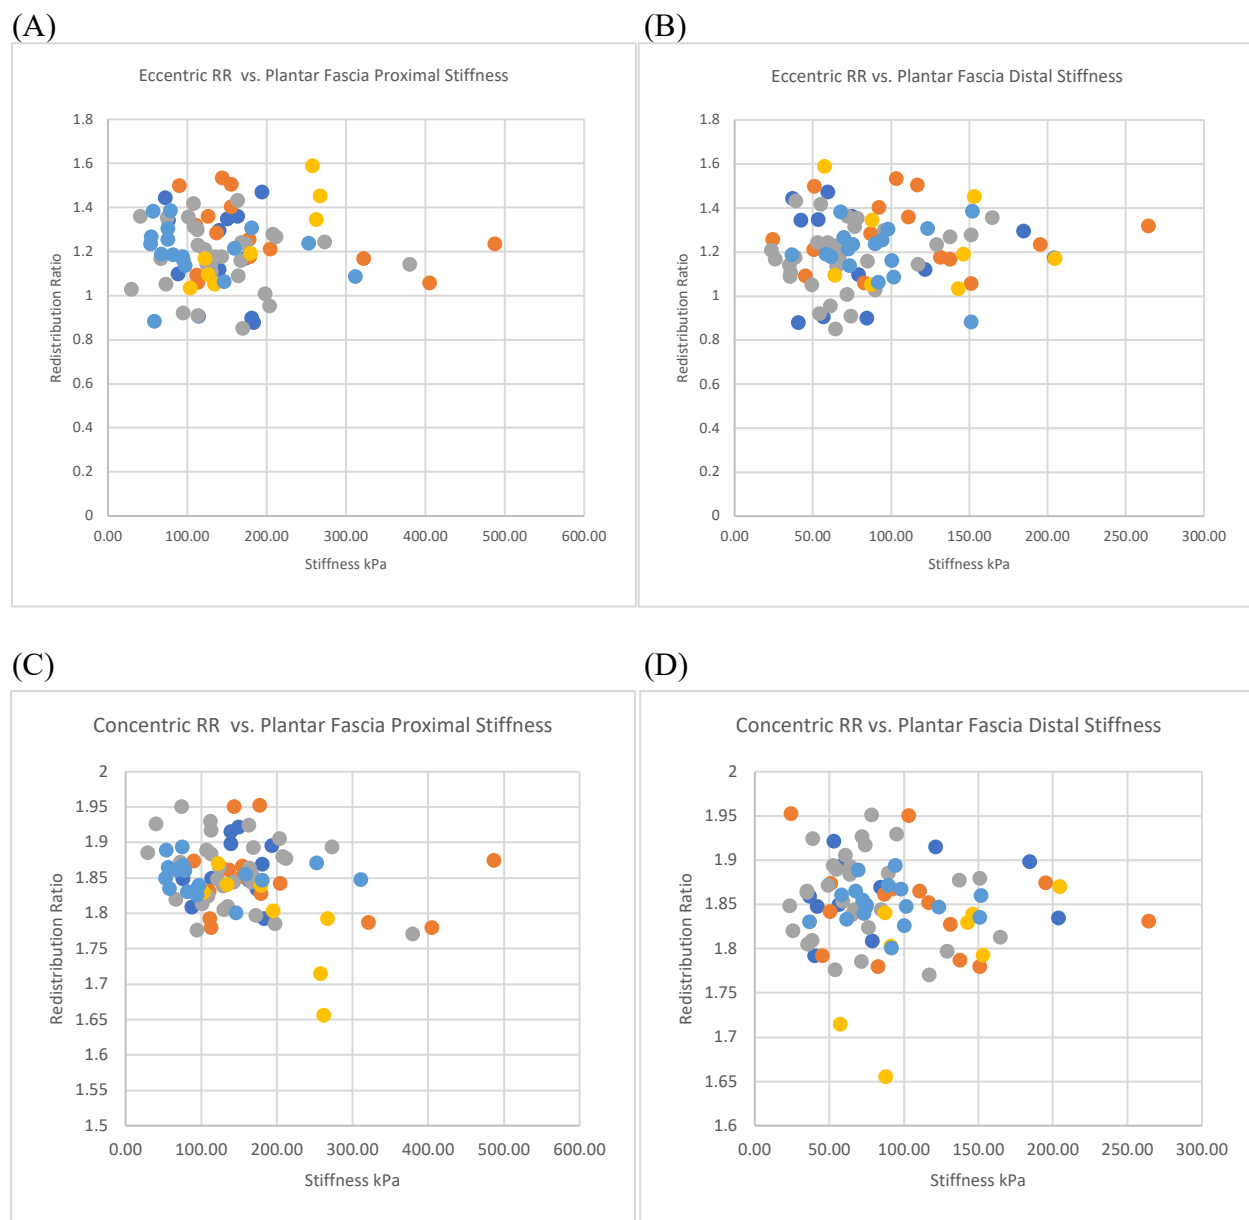 (A)
Eccentric RR vs. Plantar Fascia Proximal Stiffness
1.8
1.6
1.4
1.2
1
0.8
0.6
0.4
0.2
0
Redistribution Ratio
0.00 100.00 200.00 300.00 400.00 500.00 600.00
Stiffness kPa
(B)
Eccentric RR vs. Plantar Fascia Distal Stiffness
1.8
1.6
1.4
1.2
1
0.8
0.6
0.4
0.2
0
Redistribution Ratio
0.00 50.00 100.00 150.00 200.00 250.00 300.00
Stiffness kPa
(C)
Concentric RR vs. Plantar Fascia Proximal Stiffness
2
1.95
1.9
1.85
1.8
1.75
1.7
1.65
1.6
1.55
1.5
Redistribution Ratio
0.00 100.00 200.00 300.00 400.00 500.00 600.00
Stiffness kPa
(D)
Concentric RR vs. Plantar Fascia Distal Stiffness
2
1.95
1.9
1.85
1.8
1.75
1.7
1.65
1.6
Redistribution Ratio
0.00 50.00 100.00 150.00 200.00 250.00 300.00
Stiffness kPa